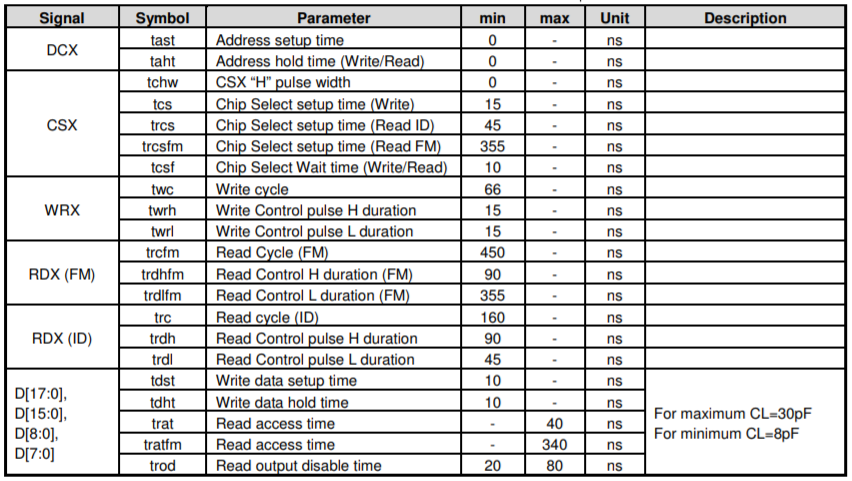 Signal Symbol Parameter min max Unit Description
DCX
tast Address setup time 0 - ns
taht Address hold time (Write/Read) 0 - ns
CSX
tchw CSX “H” pulse width 0 - ns
tcs Chip Select setup time (Write) 15 - ns
trcs Chip Select setup time (Read ID) 45 - ns
trcsfm Chip Select setup time (Read FM) 355 - ns
tcsf Chip Select Wait time (Write/Read) 10 - ns
WRX
twc Write cycle 66 - ns
twrh Write Control pulse H duration 15 - ns
twrl Write Control pulse L duration 15 - ns
RDX (FM)
trcfm Read Cycle (FM) 450 - ns
trdhfm Read Control H duration (FM) 90 - ns
trdlfm Read Control L duration (FM) 355 - ns
RDX (ID)
trc Read cycle (ID) 160 - ns
trdh Read Control pulse H duration 90 - ns
trdl Read Control pulse L duration 45 - ns
D[17:0],
D[15:0],
D[8:0],
D[7:0]
tdst Write data setup time 10 - ns
tdht Write data hold time 10 - ns
trat Read access time - 40 ns
tratfm Read access time - 340 ns
trod Read output disable time 20 80 ns
For maximum CL=30pF
For minimum CL=8pF